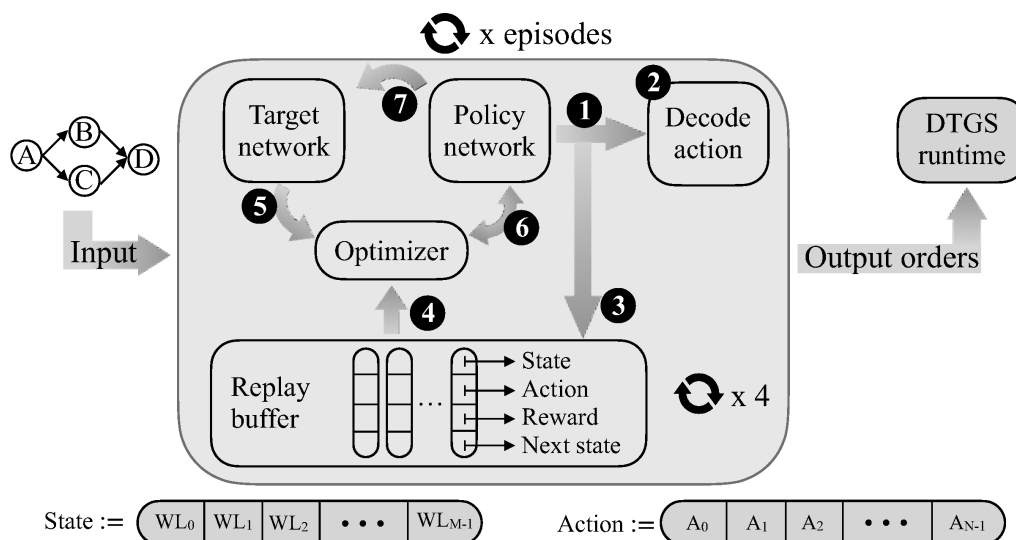 x episodes
7
1
2
Target
network
Policy
network
Decode
action
DTGS
runtime
A
B
C
D
5
6
Input
Optimizer
Output orders
4
3
Replay
buffer
...
State
Action
Reward
Next state
x 4
State := WL0 WL1 WL2 • • • WLM-1
Action := A0 A1 A2 • • • AN-1